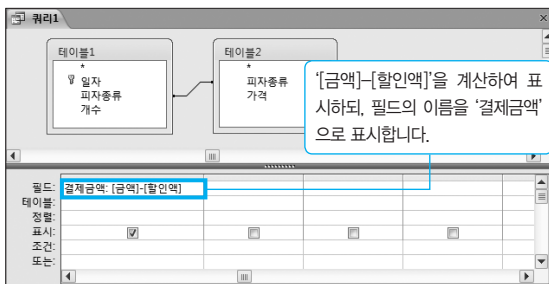 쿼리1
테이블1
*
일자
피자종류
개수
테이블2
*
피자종류
가격
'[금액]-[할인액]'을 계산하여 표
시하되, 필드의 이름을 '결제금액'
으로 표시합니다.
필드: 결제금액: [금액]-[할인액]
테이블:
정렬:
표시:
조건:
또는: